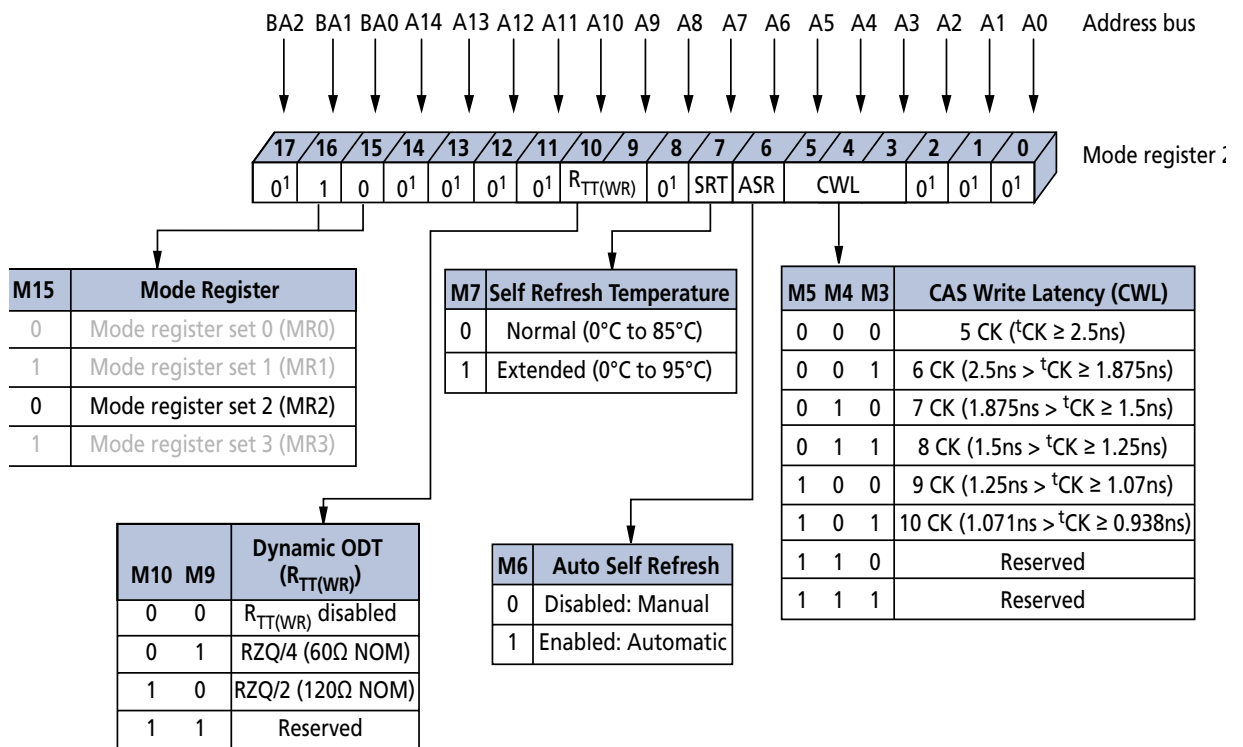 BA2 BA1 BA0 A14 A13 A12 A11 A10 A9 A8 A7 A6 A5 A4 A3 A2 A1 A0 Address bus
17 16 15 14 13 12 11 10 9 8 7 6 5 4 3 2 1 0
Mode register 2
0¹ 1 0 0¹ 0¹ 0¹ 0¹ RTT(WR) 0¹ SRT ASR CWL 0¹ 0¹ 0¹
M15 Mode Register
0 Mode register set 0 (MR0)
1 Mode register set 1 (MR1)
0 Mode register set 2 (MR2)
1 Mode register set 3 (MR3)
M7 Self Refresh Temperature
0 Normal (0°C to 85°C)
1 Extended (0°C to 95°C)
M5 M4 M3 CAS Write Latency (CWL)
0 0 0 5 CK (ᵗCK ≥ 2.5ns)
0 0 1 6 CK (2.5ns > ᵗCK ≥ 1.875ns)
0 1 0 7 CK (1.875ns > ᵗCK ≥ 1.5ns)
0 1 1 8 CK (1.5ns > ᵗCK ≥ 1.25ns)
1 0 0 9 CK (1.25ns > ᵗCK ≥ 1.07ns)
1 0 1 10 CK (1.071ns > ᵗCK ≥ 0.938ns)
1 1 0 Reserved
1 1 1 Reserved
M10 M9 Dynamic ODT
(RTT(WR))
0 0 RTT(WR) disabled
0 1 RZQ/4 (60Ω NOM)
1 0 RZQ/2 (120Ω NOM)
1 1 Reserved
M6 Auto Self Refresh
0 Disabled: Manual
1 Enabled: Automatic